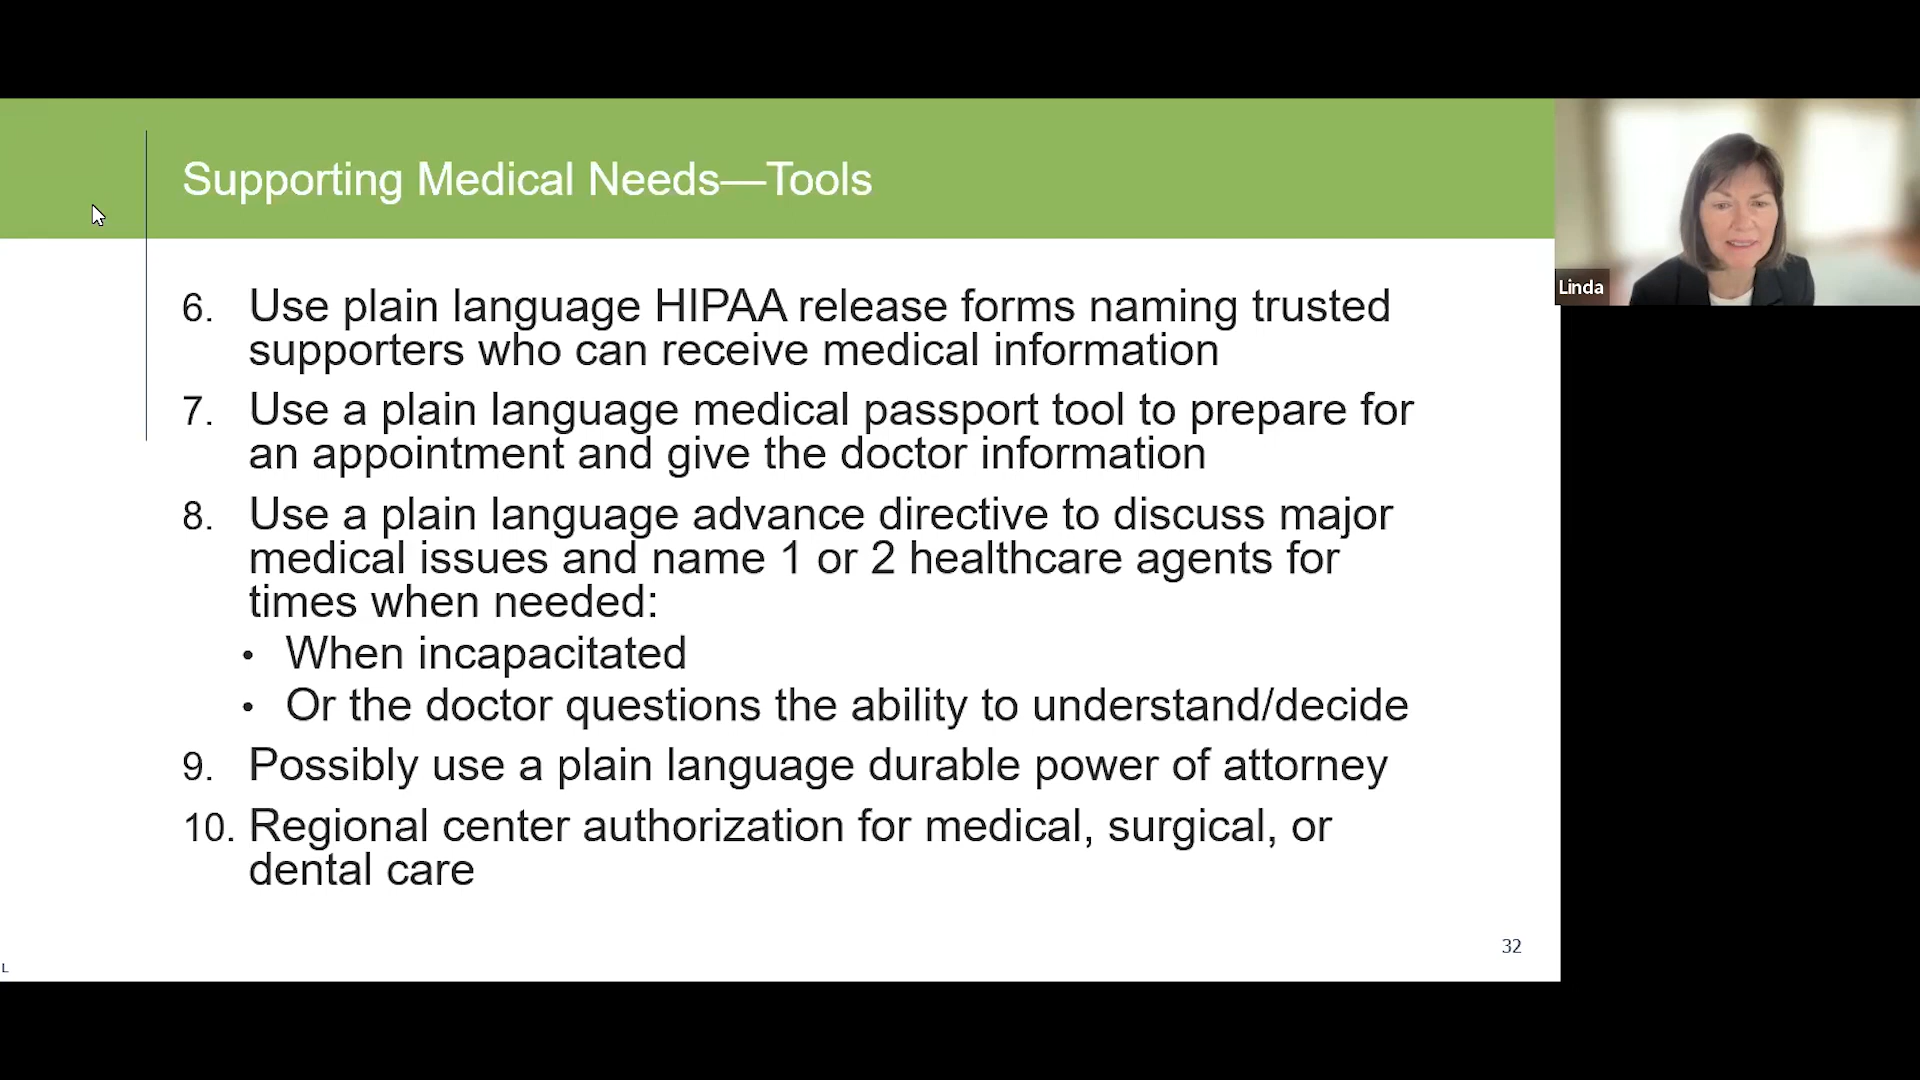 Supporting Medical Needs—Tools
Linda
6. Use plain language HIPAA release forms naming trusted
supporters who can receive medical information
7. Use a plain language medical passport tool to prepare for
an appointment and give the doctor information
8. Use a plain language advance directive to discuss major
medical issues and name 1 or 2 healthcare agents for
times when needed:
• When incapacitated
• Or the doctor questions the ability to understand/decide
9. Possibly use a plain language durable power of attorney
10. Regional center authorization for medical, surgical, or
dental care
32
L